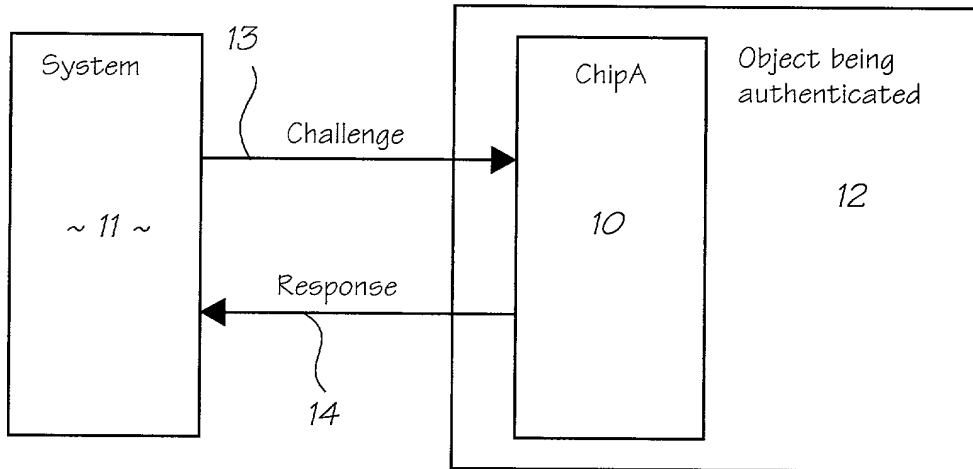 System
~ 11 ~
13
Challenge
Response
14
ChipA
10
Object being
authenticated
12